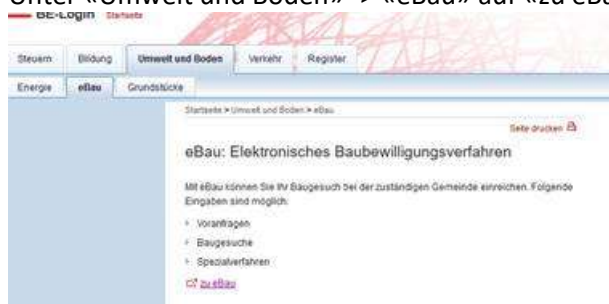 Unter «Umwelt und Boden» -> «eBau» auf «zu eBa
BE-Login Startseite
Steuern Bildung Umwelt und Boden Verkehr Register
Energie eBau Grundstücke
Startseite > Umwelt und Boden > eBau
Seite drucken
eBau: Elektronisches Baubewilligungsverfahren
Mit eBau können Sie Ihr Baugesuch bei der zuständigen Gemeinde einreichen. Folgende
Eingaben sind möglich:
Voranfragen
Baugesuche
Spezialverfahren
zu eBau